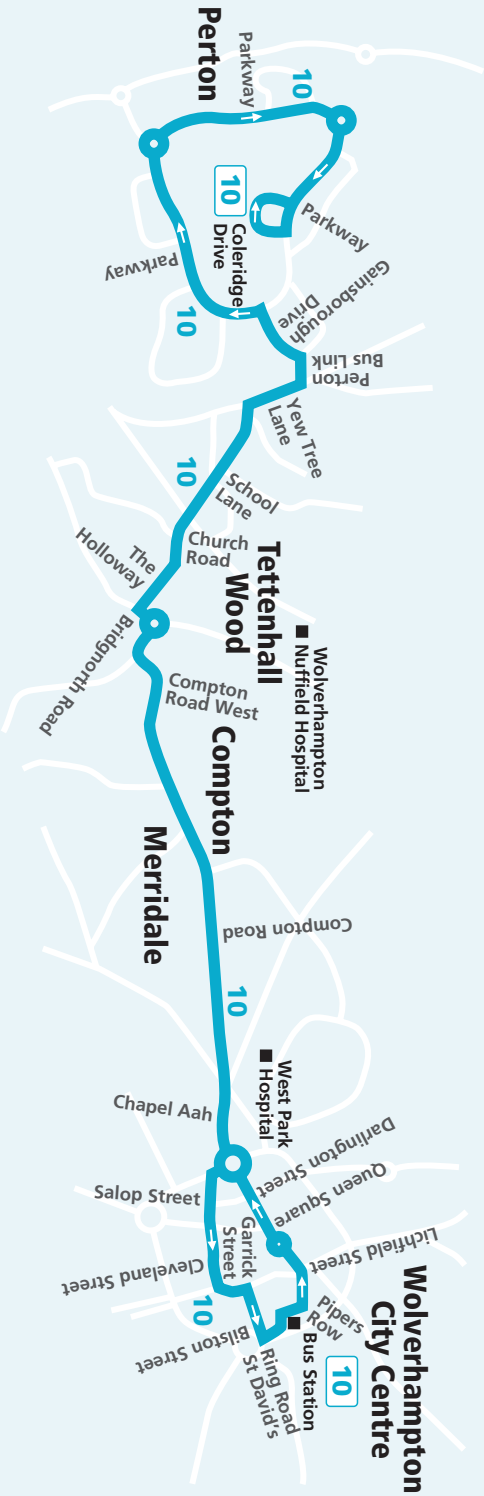 Perton
Parkway
10
10
Coleridge
Drive
Parkway
Parkway
10
Gainsborough
Drive
Perton
Bus Link
Yew Tree
Lane
10
School
Lane
Church
Road
The
Holloway
Tettenhall
Wood
Wolverhampton
Nuffield Hospital
Bridgnorth Road
Compton
Road West
Compton
Merridale
Compton Road
10
West Park
Hospital
Chapel Aah
Darlington Street
Queen Square
Salop Street
Garrick
Street
Cleveland Street
10
Lichfield Street
Bilston Street
Pipers
Row
Ring Road
St David's
Bus Station
10
Wolverhampton
City Centre